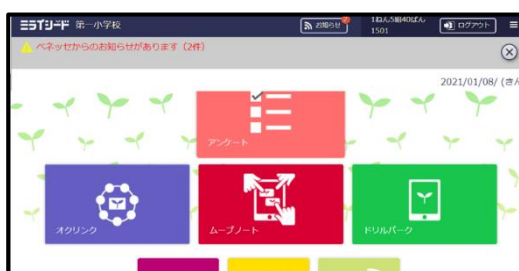 ミライシード 第一小学校
お知らせ
1ねん5組40ばん
1501
ログアウト
ベネッセからのお知らせがあります（2件）
2021/01/08/ (きん
アンケート
オクリンク
ムーブノート
ドリルパーク